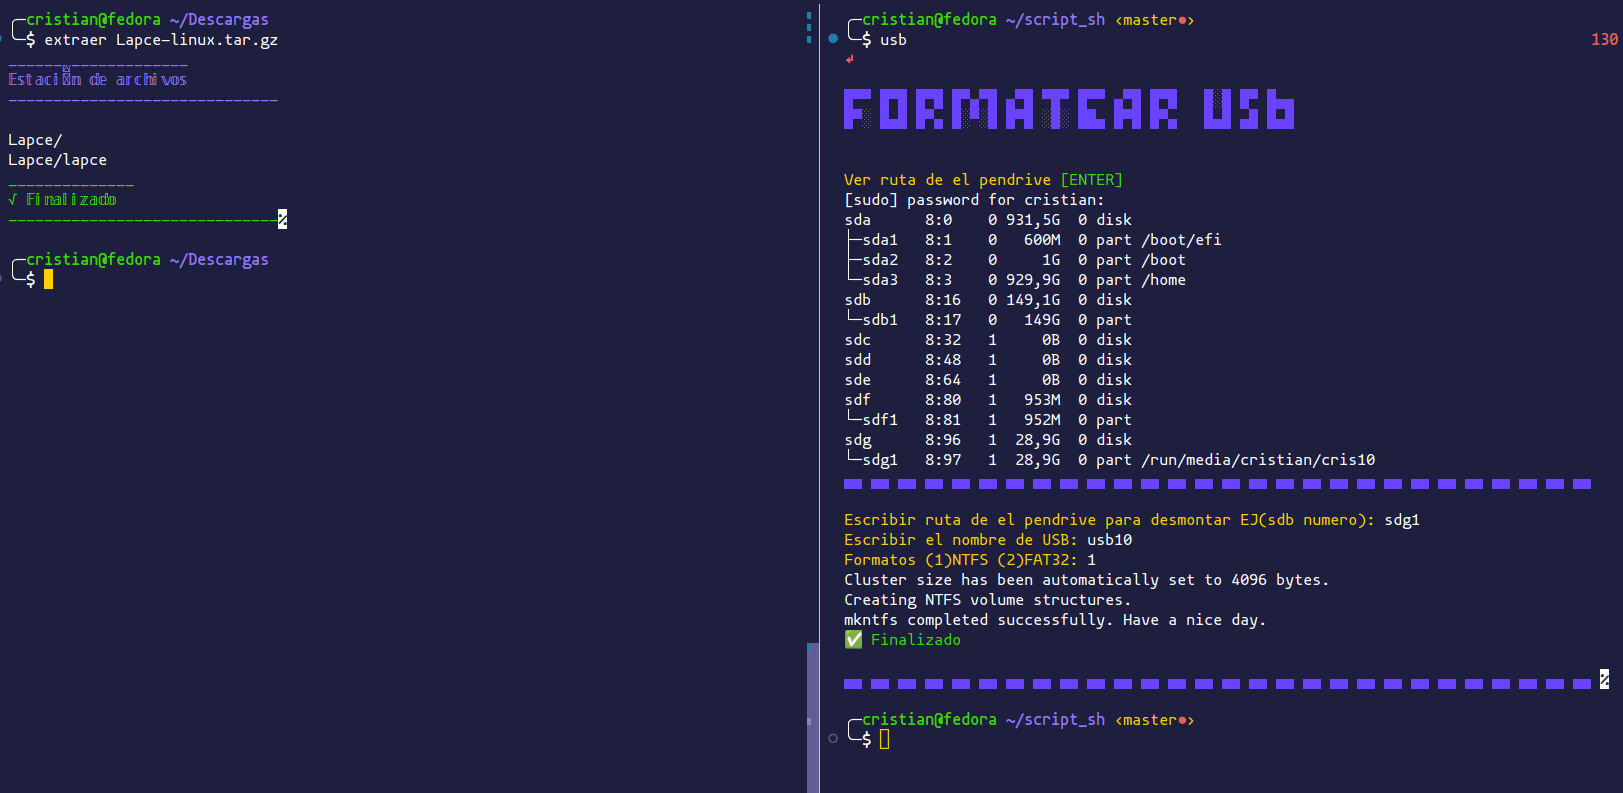 ╭─cristian@fedora ~/Descargas
╰─$ extraer Lapce-linux.tar.gz
____________________
𝔼𝕤𝕥𝕒𝕔𝕚ó𝕟 𝕕𝕖 𝕒𝕣𝕔𝕙𝕚𝕧𝕠𝕤
------------------------------
Lapce/
Lapce/lapce
______________
√ 𝔽𝕚𝕟𝕒𝕝𝕚𝕫𝕒𝕕𝕠
------------------------------%
╭─cristian@fedora ~/Descargas
╰─$
╭─cristian@fedora ~/script_sh ‹master●›
╰─$ usb 130
↲
FORMATEAR USb
Ver ruta de el pendrive [ENTER]
[sudo] password for cristian:
sda      8:0    0 931,5G  0 disk
├─sda1   8:1    0   600M  0 part /boot/efi
├─sda2   8:2    0     1G  0 part /boot
└─sda3   8:3    0 929,9G  0 part /home
sdb      8:16   0 149,1G  0 disk
└─sdb1   8:17   0   149G  0 part
sdc      8:32   1     0B  0 disk
sdd      8:48   1     0B  0 disk
sde      8:64   1     0B  0 disk
sdf      8:80   1   953M  0 disk
└─sdf1   8:81   1   952M  0 part
sdg      8:96   1  28,9G  0 disk
└─sdg1   8:97   1  28,9G  0 part /run/media/cristian/cris10
Escribir ruta de el pendrive para desmontar EJ(sdb numero): sdg1
Escribir el nombre de USB: usb10
Formatos (1)NTFS (2)FAT32: 1
Cluster size has been automatically set to 4096 bytes.
Creating NTFS volume structures.
mkntfs completed successfully. Have a nice day.
✅ Finalizado
%
╭─cristian@fedora ~/script_sh ‹master●›
╰─$